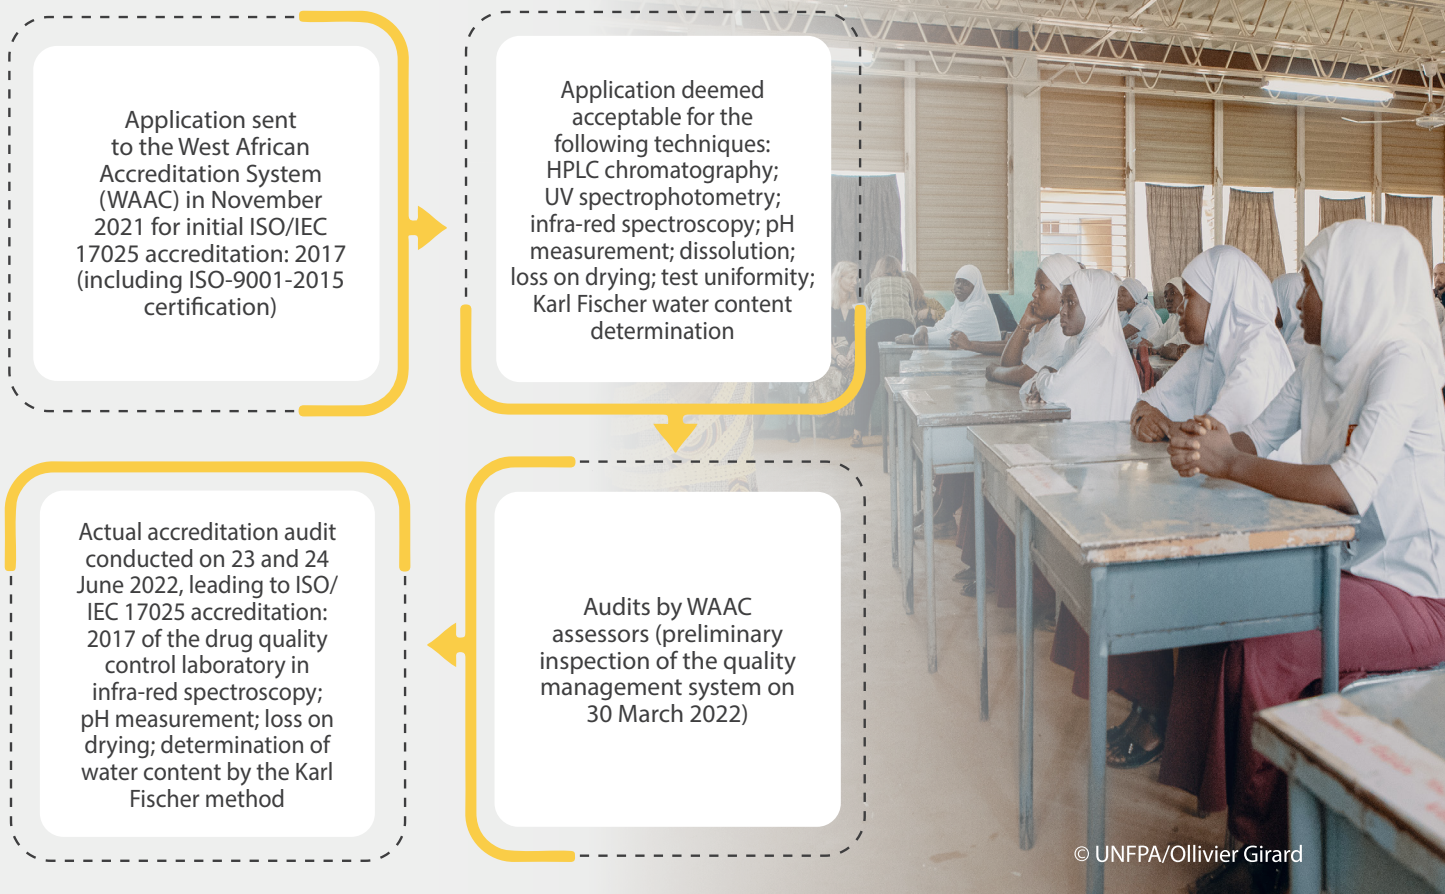 Application sent
to the West African
Accreditation System
(WAAC) in November
2021 for initial ISO/IEC
17025 accreditation: 2017
(including ISO-9001-2015
certification)
Application deemed
acceptable for the
following techniques:
HPLC chromatography;
UV spectrophotometry;
infra-red spectroscopy; pH
measurement; dissolution;
loss on drying; test uniformity;
Karl Fischer water content
determination
Audits by WAAC
assessors (preliminary
inspection of the quality
management system on
30 March 2022)
Actual accreditation audit
conducted on 23 and 24
June 2022, leading to ISO/
IEC 17025 accreditation:
2017 of the drug quality
control laboratory in
infra-red spectroscopy;
pH measurement; loss on
drying; determination of
water content by the Karl
Fischer method
© UNFPA/Ollivier Girard